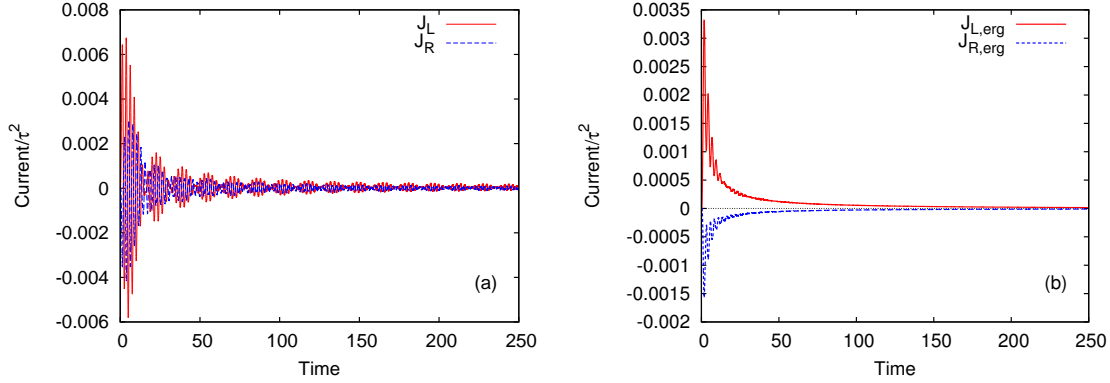 J_L
J_R
0.008
0.006
0.004
0.002
0
-0.002
-0.004
-0.006
Current/τ²
0 50 100 150 200 250
Time
(a)
J_L,erg
J_R,erg
0.0035
0.003
0.0025
0.002
0.0015
0.001
0.0005
0
-0.0005
-0.001
-0.0015
-0.002
Current/τ²
0 50 100 150 200 250
Time
(b)